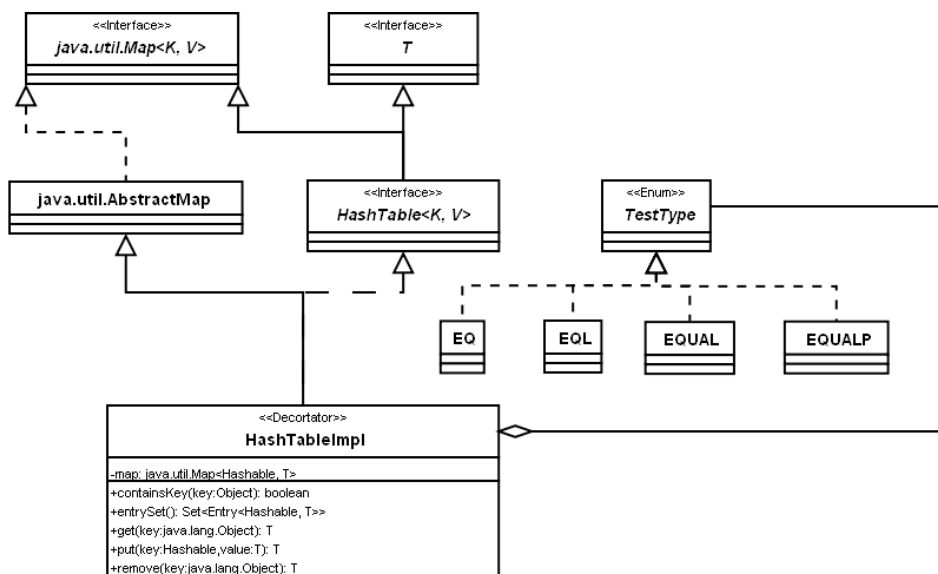 <<Interface>>
java.util.Map<K, V>
<<Interface>>
T
java.util.AbstractMap
<<Interface>>
HashTable<K, V>
<<Enum>>
TestType
EQ
EQL
EQUAL
EQUALP
<<Decortator>>
HashTableImpl
-map: java.util.Map<Hashable, T>
+containsKey(key:Object): boolean
+entrySet(): Set<Entry<Hashable, T>>
+get(key:java.lang.Object): T
+put(key:Hashable,value:T): T
+remove(key:java.lang.Object): T